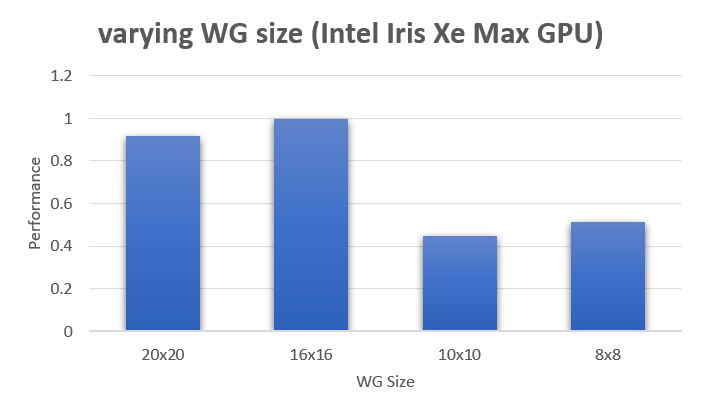 varying WG size (Intel Iris Xe Max GPU)
1.2
1
0.8
0.6
0.4
0.2
0
Performance
20x20
16x16
10x10
8x8
WG Size